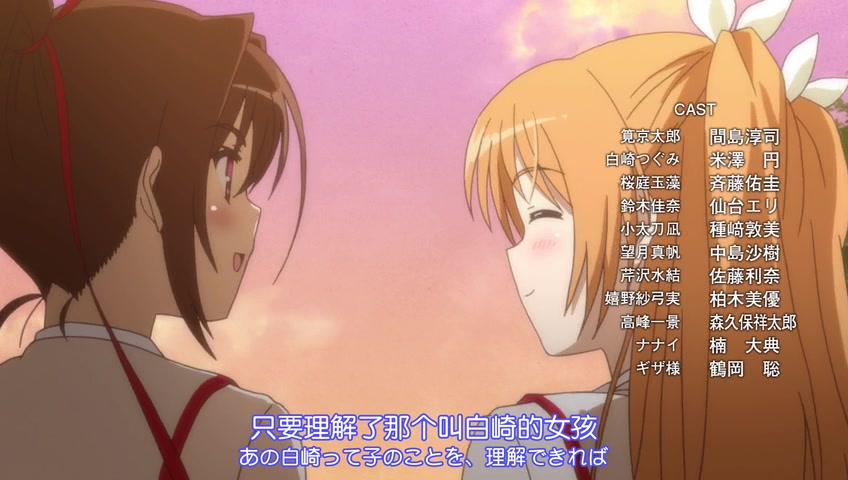 CAST
筧京太郎 間島淳司
白崎つぐみ 米澤 円
桜庭玉藻 斉藤佑圭
鈴木佳奈 仙台エリ
小太刀凪 種﨑敦美
望月真帆 中島沙樹
芹沢水結 佐藤利奈
嬉野紗弓実 柏木美優
高峰一景 森久保祥太郎
ナナイ 楠 大典
ギザ様 鶴岡 聡
只要理解了那个叫白崎的女孩
あの白崎って子のことを、理解できれば